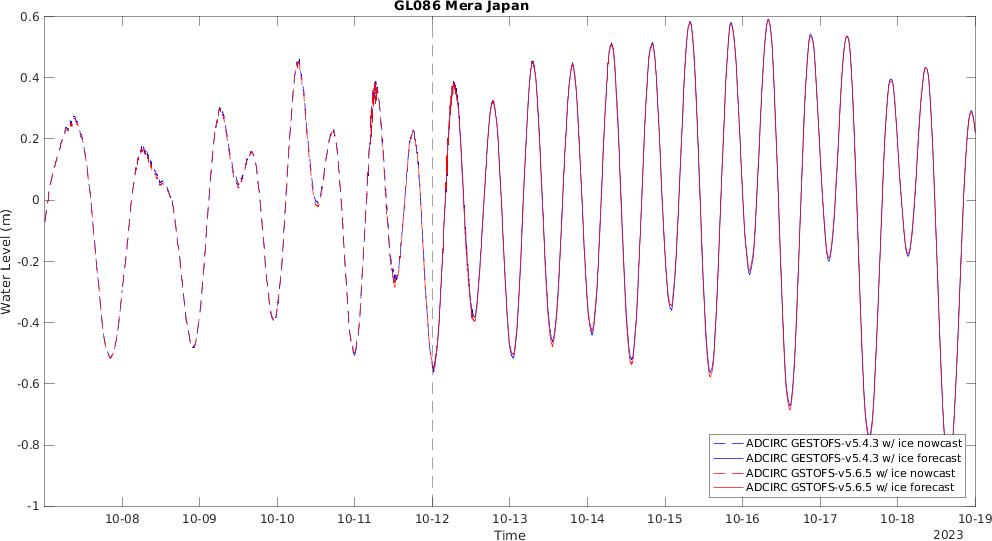 GL086 Mera Japan
0.6
0.4
0.2
0
-0.2
-0.4
-0.6
-0.8
-1
Water Level (m)
ADCIRC GESTOFS-v5.4.3 w/ ice nowcast
ADCIRC GESTOFS-v5.4.3 w/ ice forecast
ADCIRC GSTOFS-v5.6.5 w/ ice nowcast
ADCIRC GSTOFS-v5.6.5 w/ ice forecast
10-08 10-09 10-10 10-11 10-12 10-13 10-14 10-15 10-16 10-17 10-18 10-19
Time
2023